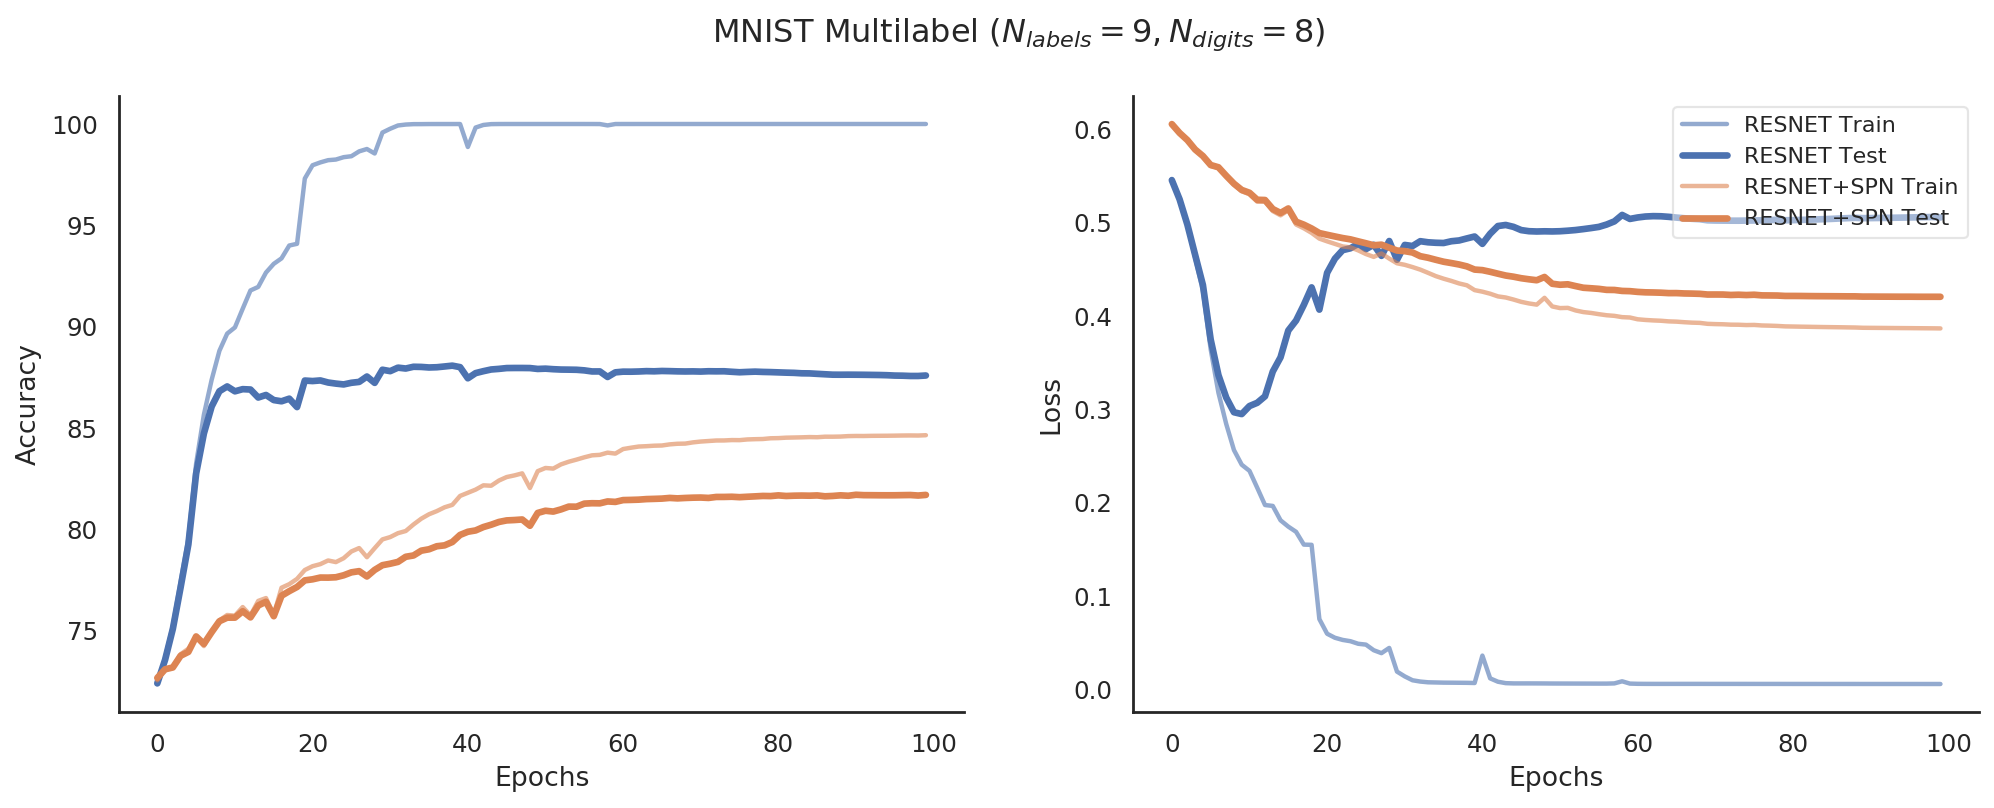 MNIST Multilabel (N_labels = 9, N_digits = 8)
100
95
90
85
80
75
Accuracy
0 20 40 60 80 100
Epochs
0.6
0.5
0.4
0.3
0.2
0.1
0.0
Loss
RESNET Train
RESNET Test
RESNET+SPN Train
RESNET+SPN Test
0 20 40 60 80 100
Epochs